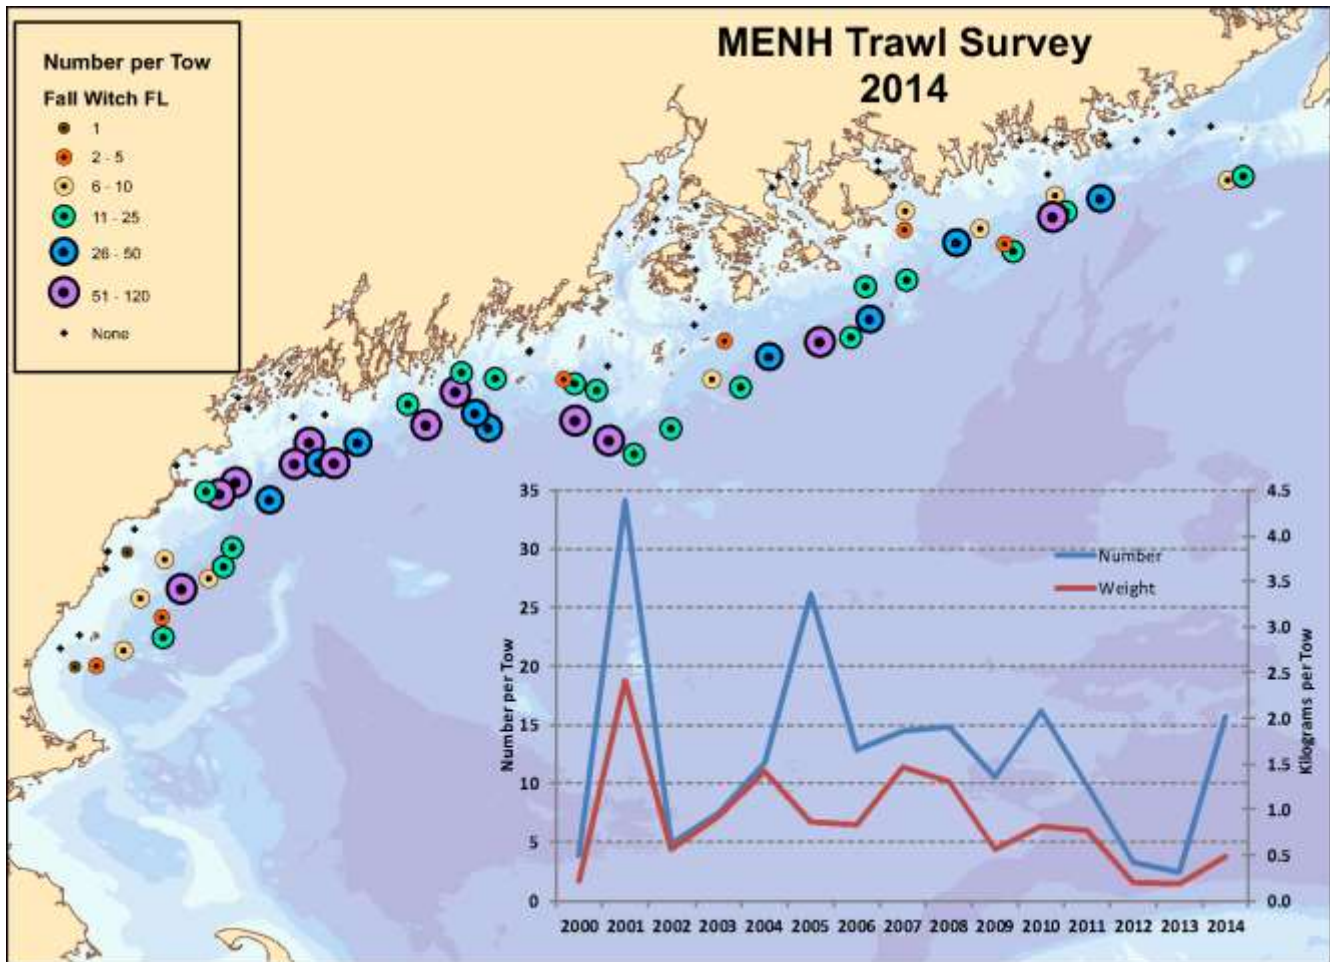 MENH Trawl Survey
2014
Number per Tow
Fall Witch FL
1
2 - 5
6 - 10
11 - 25
26 - 50
51 - 120
None
35
30
25
20
15
10
5
0
Number per Tow
4.5
4.0
3.5
3.0
2.5
2.0
1.5
1.0
0.5
0.0
Kilograms per Tow
Number
Weight
2000 2001 2002 2003 2004 2005 2006 2007 2008 2009 2010 2011 2012 2013 2014